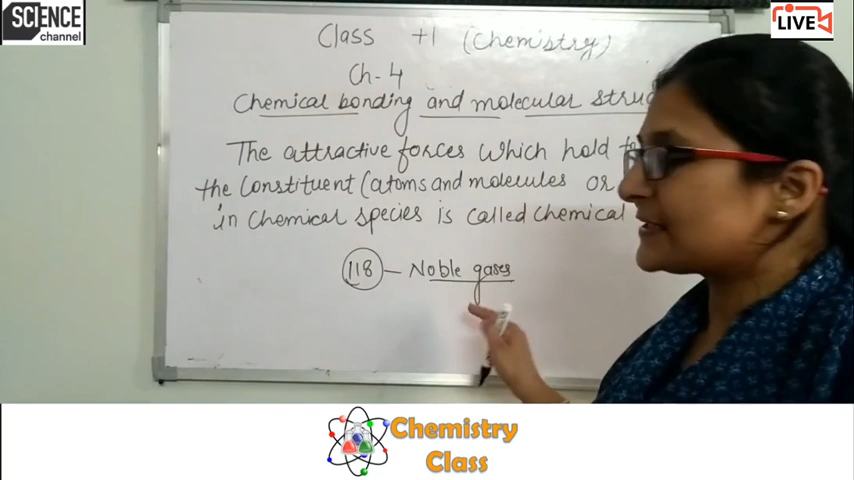 SCIENCE
channel
LIVE
Class +1 (Chemistry)
Ch-4
Chemical bonding and molecular struc
The attractive forces which hold to
the Constituent (atoms and molecules or
in Chemical species is called Chemical
118 - Noble gases
Chemistry
Class